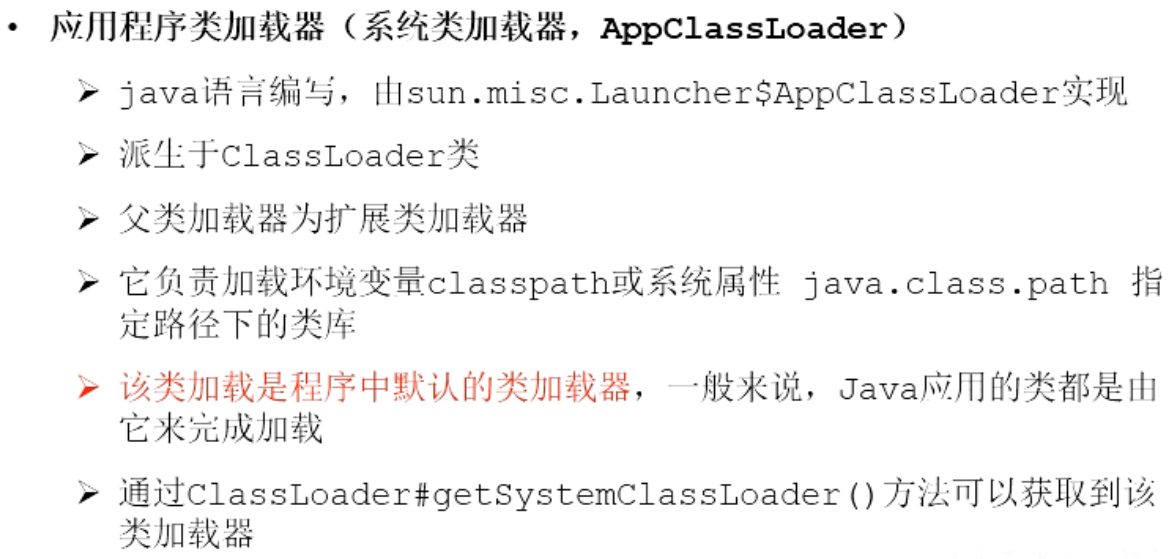 • 应用程序类加载器（系统类加载器，AppClassLoader）
➢ java语言编写，由sun.misc.Launcher$AppClassLoader实现
➢ 派生于ClassLoader类
➢ 父类加载器为扩展类加载器
➢ 它负责加载环境变量classpath或系统属性 java.class.path 指
定路径下的类库
➢ 该类加载是程序中默认的类加载器，一般来说，Java应用的类都是由
它来完成加载
➢ 通过ClassLoader#getSystemClassLoader()方法可以获取到该
类加载器